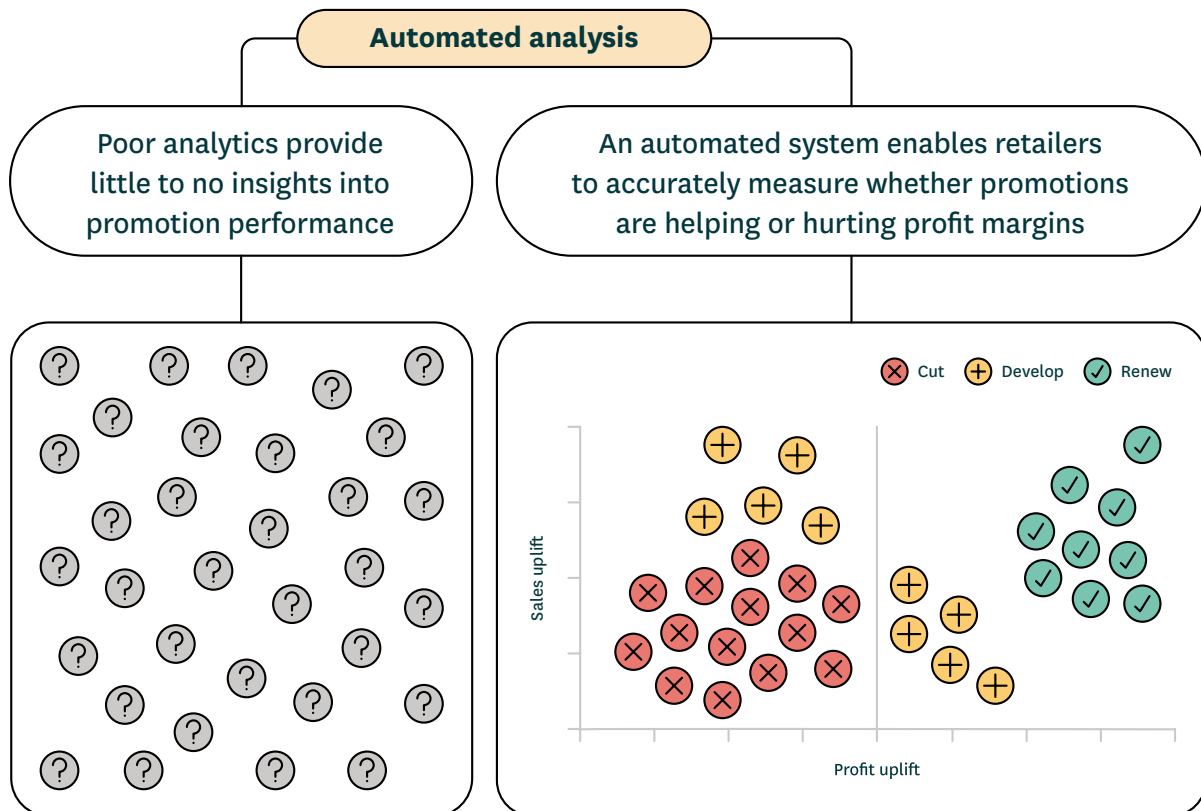 Automated analysis
Poor analytics provide
little to no insights into
promotion performance
An automated system enables retailers
to accurately measure whether promotions
are helping or hurting profit margins
? ? ? ?
?
?
? ?
? ?
? ? ?
?
?
? ? ?
?
? ?
? ?
?
?
? ? ?
?
? ? ? ?
Cut Develop Renew
Sales uplift
Profit uplift